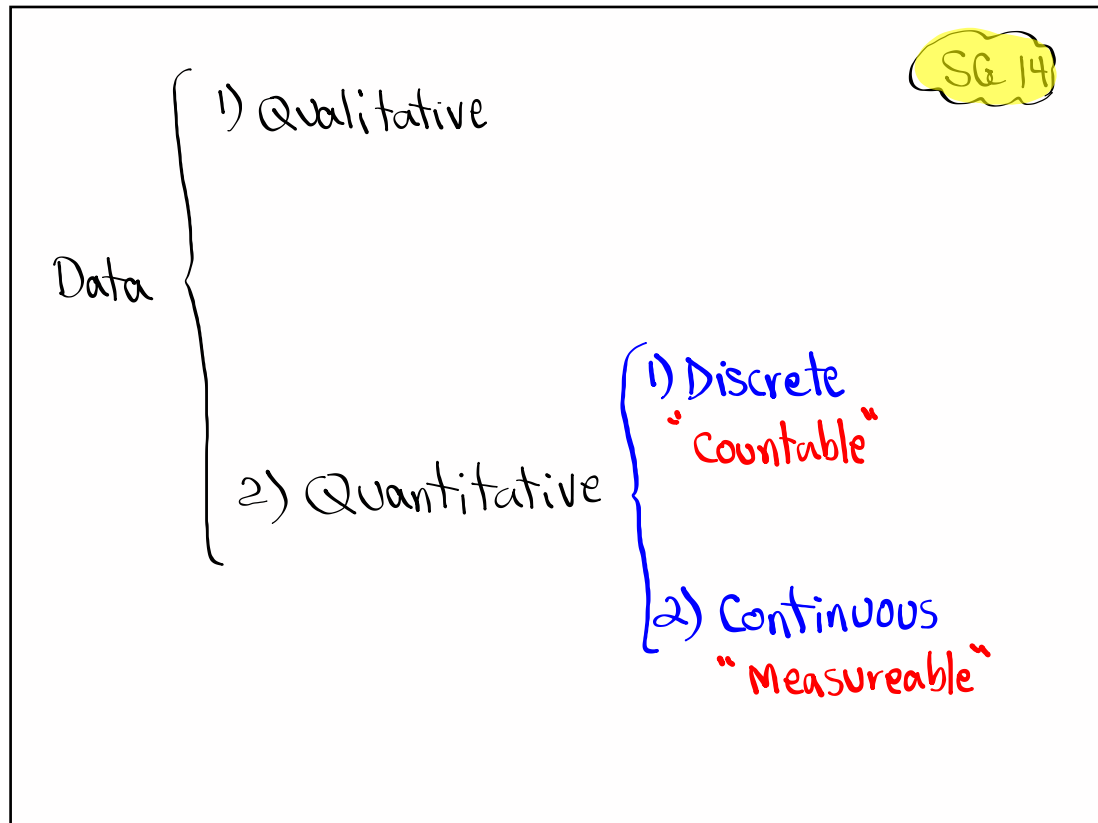 SG 14
1) Qualitative
Data
1) Discrete
"Countable"
2) Quantitative
2) Continuous
"Measureable"